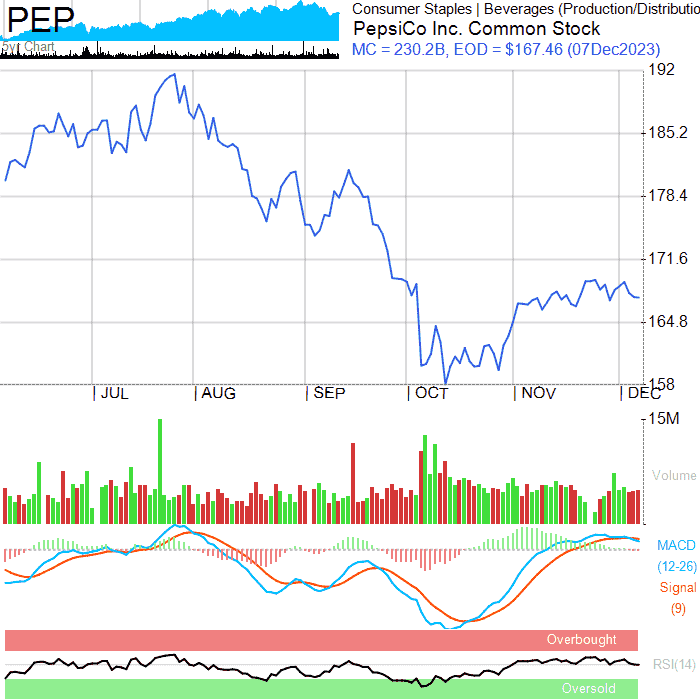 PEP
5yr Chart
Consumer Staples | Beverages (Production/Distributio
PepsiCo Inc. Common Stock
MC = 230.2B, EOD = $167.46 (07Dec2023)
192
185.2
178.4
171.6
164.8
158
JUL
AUG
SEP
OCT
NOV
DEC
15M
Volume
MACD
(12-26)
Signal
(9)
Overbought
RSI(14)
Oversold